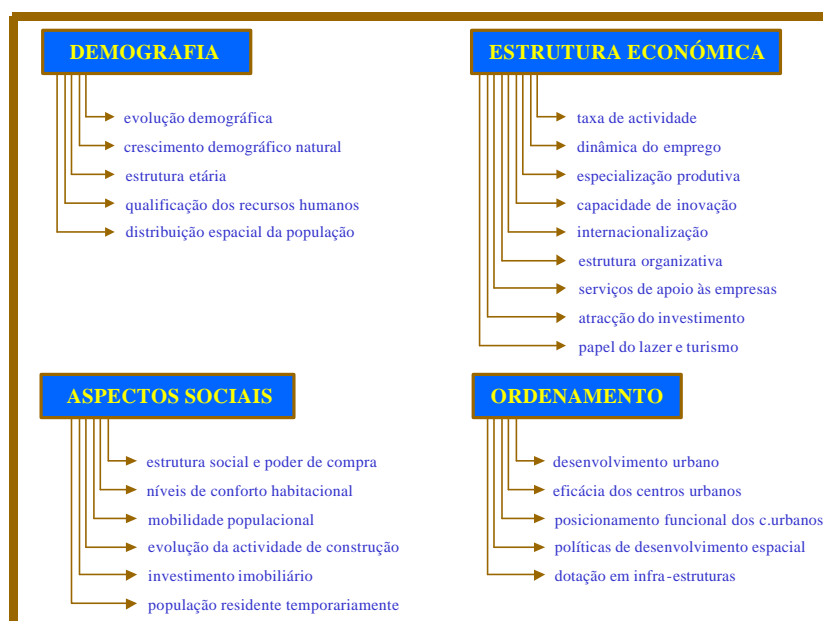 DEMOGRAFIA
evolução demográfica
crescimento demográfico natural
estrutura etária
qualificação dos recursos humanos
distribuição espacial da população
ESTRUTURA ECONÓMICA
taxa de actividade
dinâmica do emprego
especialização produtiva
capacidade de inovação
internacionalização
estrutura organizativa
serviços de apoio às empresas
atracção do investimento
papel do lazer e turismo
ASPECTOS SOCIAIS
estrutura social e poder de compra
níveis de conforto habitacional
mobilidade populacional
evolução da actividade de construção
investimento imobiliário
população residente temporariamente
ORDENAMENTO
desenvolvimento urbano
eficácia dos centros urbanos
posicionamento funcional dos c.urbanos
políticas de desenvolvimento espacial
dotação em infra-estruturas